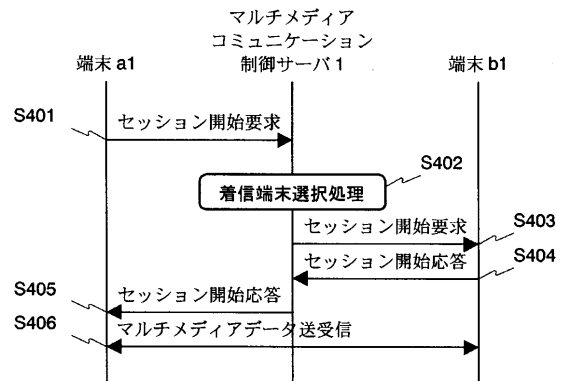 マルチメディア
コミュニケーション
制御サーバ 1
端末 a1
端末 b1
S401
セッション開始要求
S402
着信端末選択処理
セッション開始要求
S403
セッション開始応答
S404
S405
セッション開始応答
S406
マルチメディアデータ送受信